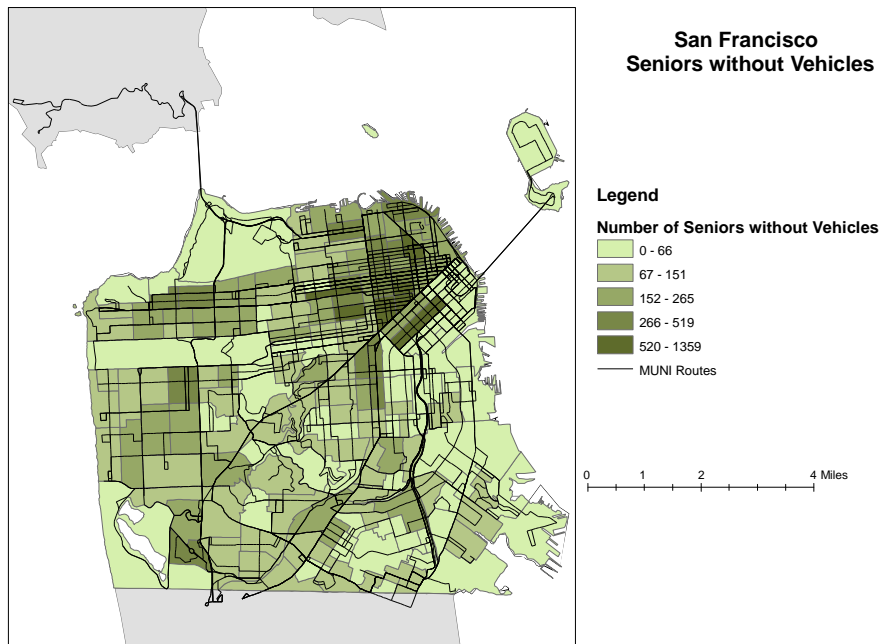 San Francisco
Seniors without Vehicles
Legend
Number of Seniors without Vehicles
0 - 66
67 - 151
152 - 265
266 - 519
520 - 1359
MUNI Routes
0 1 2 4 Miles